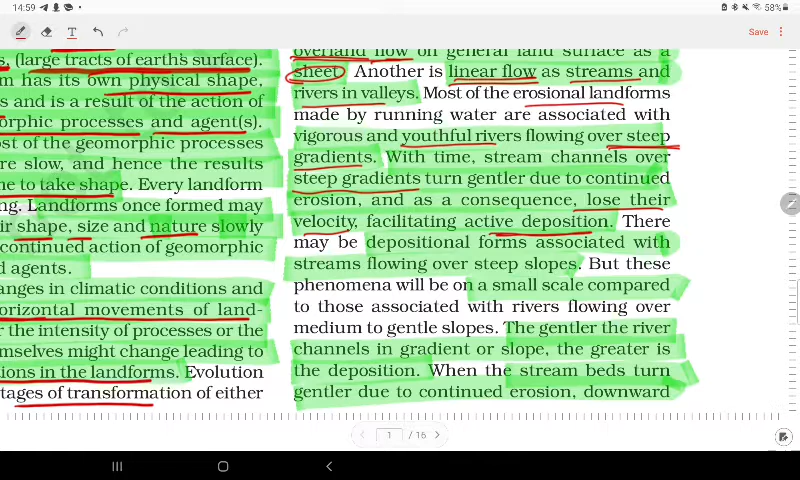 14:59
58%
T
Save
s, (large tracts of earth's surface).
m has its own physical shape,
s and is a result of the action of
orphic processes and agent(s).
ost of the geomorphic processes
re slow, and hence the results
ne to take shape. Every landform
ng. Landforms once formed may
ir shape, size and nature slowly
continued action of geomorphic
d agents.
anges in climatic conditions and
orizontal movements of land-
r the intensity of processes or the
mselves might change leading to
tions in the landforms. Evolution
tages of transformation of either
overland flow on general land surface as a
sheet. Another is linear flow as streams and
rivers in valleys. Most of the erosional landforms
made by running water are associated with
vigorous and youthful rivers flowing over steep
gradients. With time, stream channels over
steep gradients turn gentler due to continued
erosion, and as a consequence, lose their
velocity, facilitating active deposition. There
may be depositional forms associated with
streams flowing over steep slopes. But these
phenomena will be on a small scale compared
to those associated with rivers flowing over
medium to gentle slopes. The gentler the river
channels in gradient or slope, the greater is
the deposition. When the stream beds turn
gentler due to continued erosion, downward
1 / 16